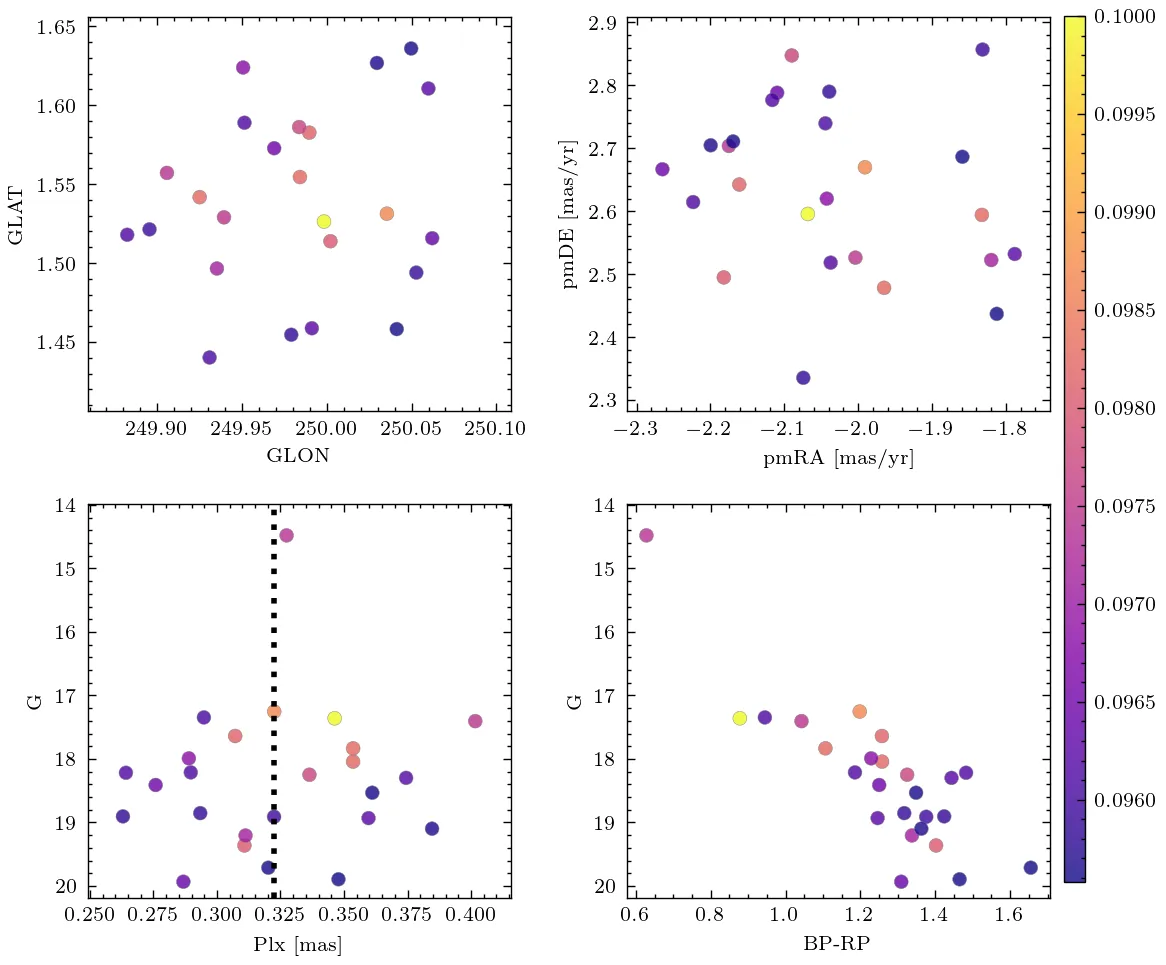 1.65
1.60
1.55
1.50
1.45
GLAT
249.90 249.95 250.00 250.05 250.10
GLON
2.9
2.8
2.7
2.6
2.5
2.4
2.3
pmDE [mas/yr]
−2.3 −2.2 −2.1 −2.0 −1.9 −1.8
pmRA [mas/yr]
14
15
16
17
18
19
20
G
0.250 0.275 0.300 0.325 0.350 0.375 0.400
Plx [mas]
14
15
16
17
18
19
20
G
0.6 0.8 1.0 1.2 1.4 1.6
BP-RP
0.1000
0.0995
0.0990
0.0985
0.0980
0.0975
0.0970
0.0965
0.0960